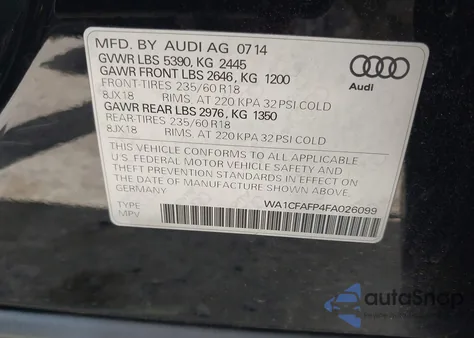 MFD. BY AUDI AG 07 14
GVWR LBS 5390, KG 2445
GAWR FRONT LBS 2646, KG 1200
FRONT-TIRES 235/60 R18
8JX18 RIMS, AT 220 KPA 32 PSI COLD
GAWR REAR LBS 2976, KG 1350
REAR-TIRES 235/60 R18
8JX18 RIMS, AT 220 KPA 32 PSI COLD
Audi
THIS VEHICLE CONFORMS TO ALL APPLICABLE
U.S. FEDERAL MOTOR VEHICLE SAFETY AND
THEFT PREVENTION STANDARDS IN EFFECT ON
THE DATE OF MANUFACTURE SHOWN ABOVE.
TYPE
MPV
WA1CFAFP4FA026099
autoSnap